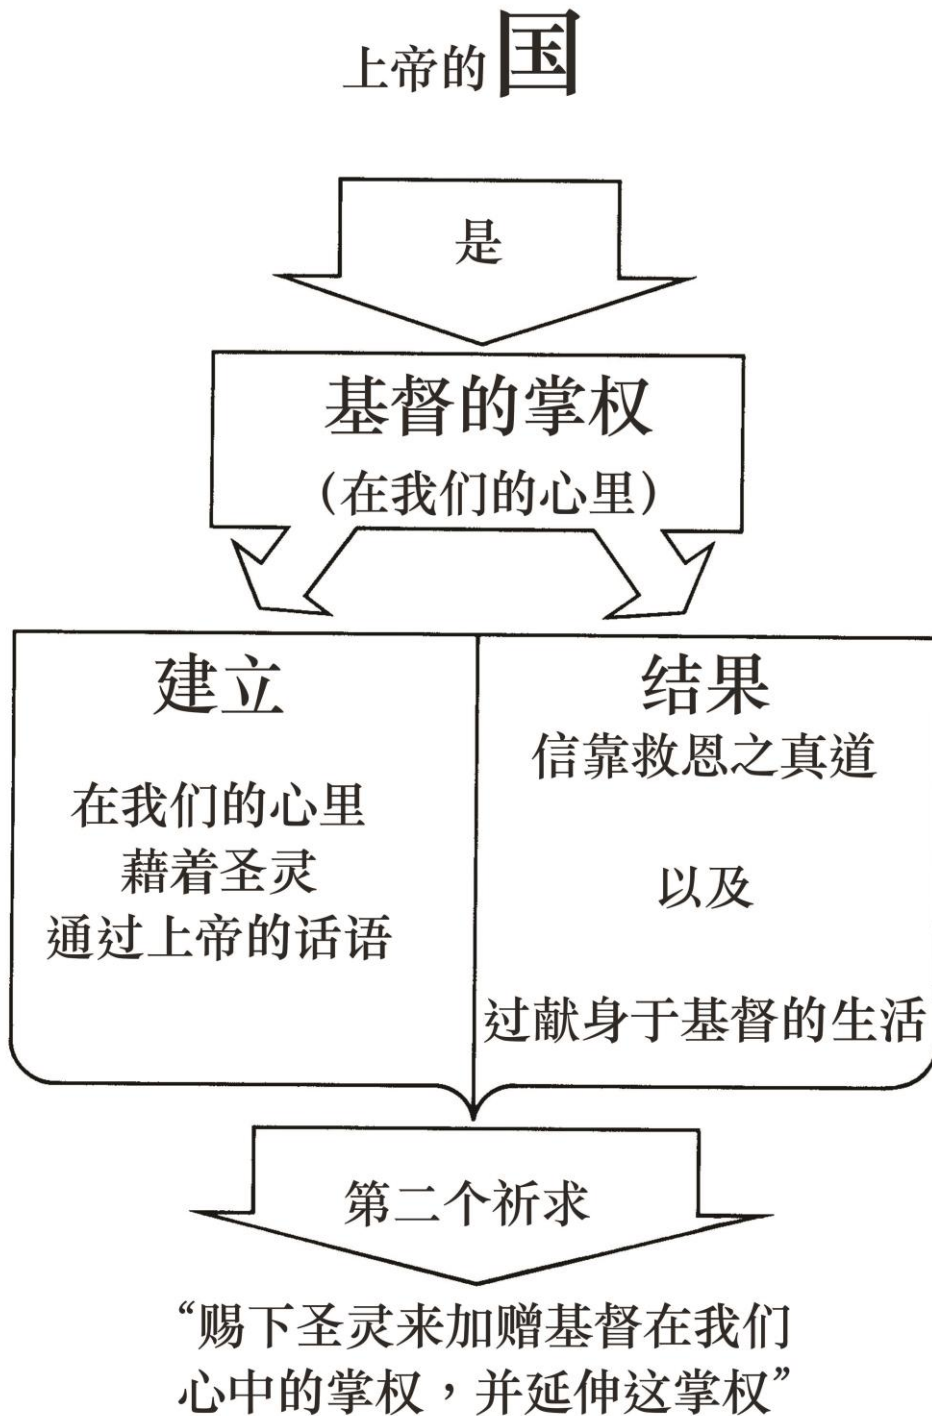 上帝的国
是
基督的掌权
（在我们的心里）
建立
在我们的心里
藉着圣灵
通过上帝的话语
结果
信靠救恩之真道
以及
过献身于基督的生活
第二个祈求
“赐下圣灵来加赠基督在我们
心中的掌权，并延伸这掌权”